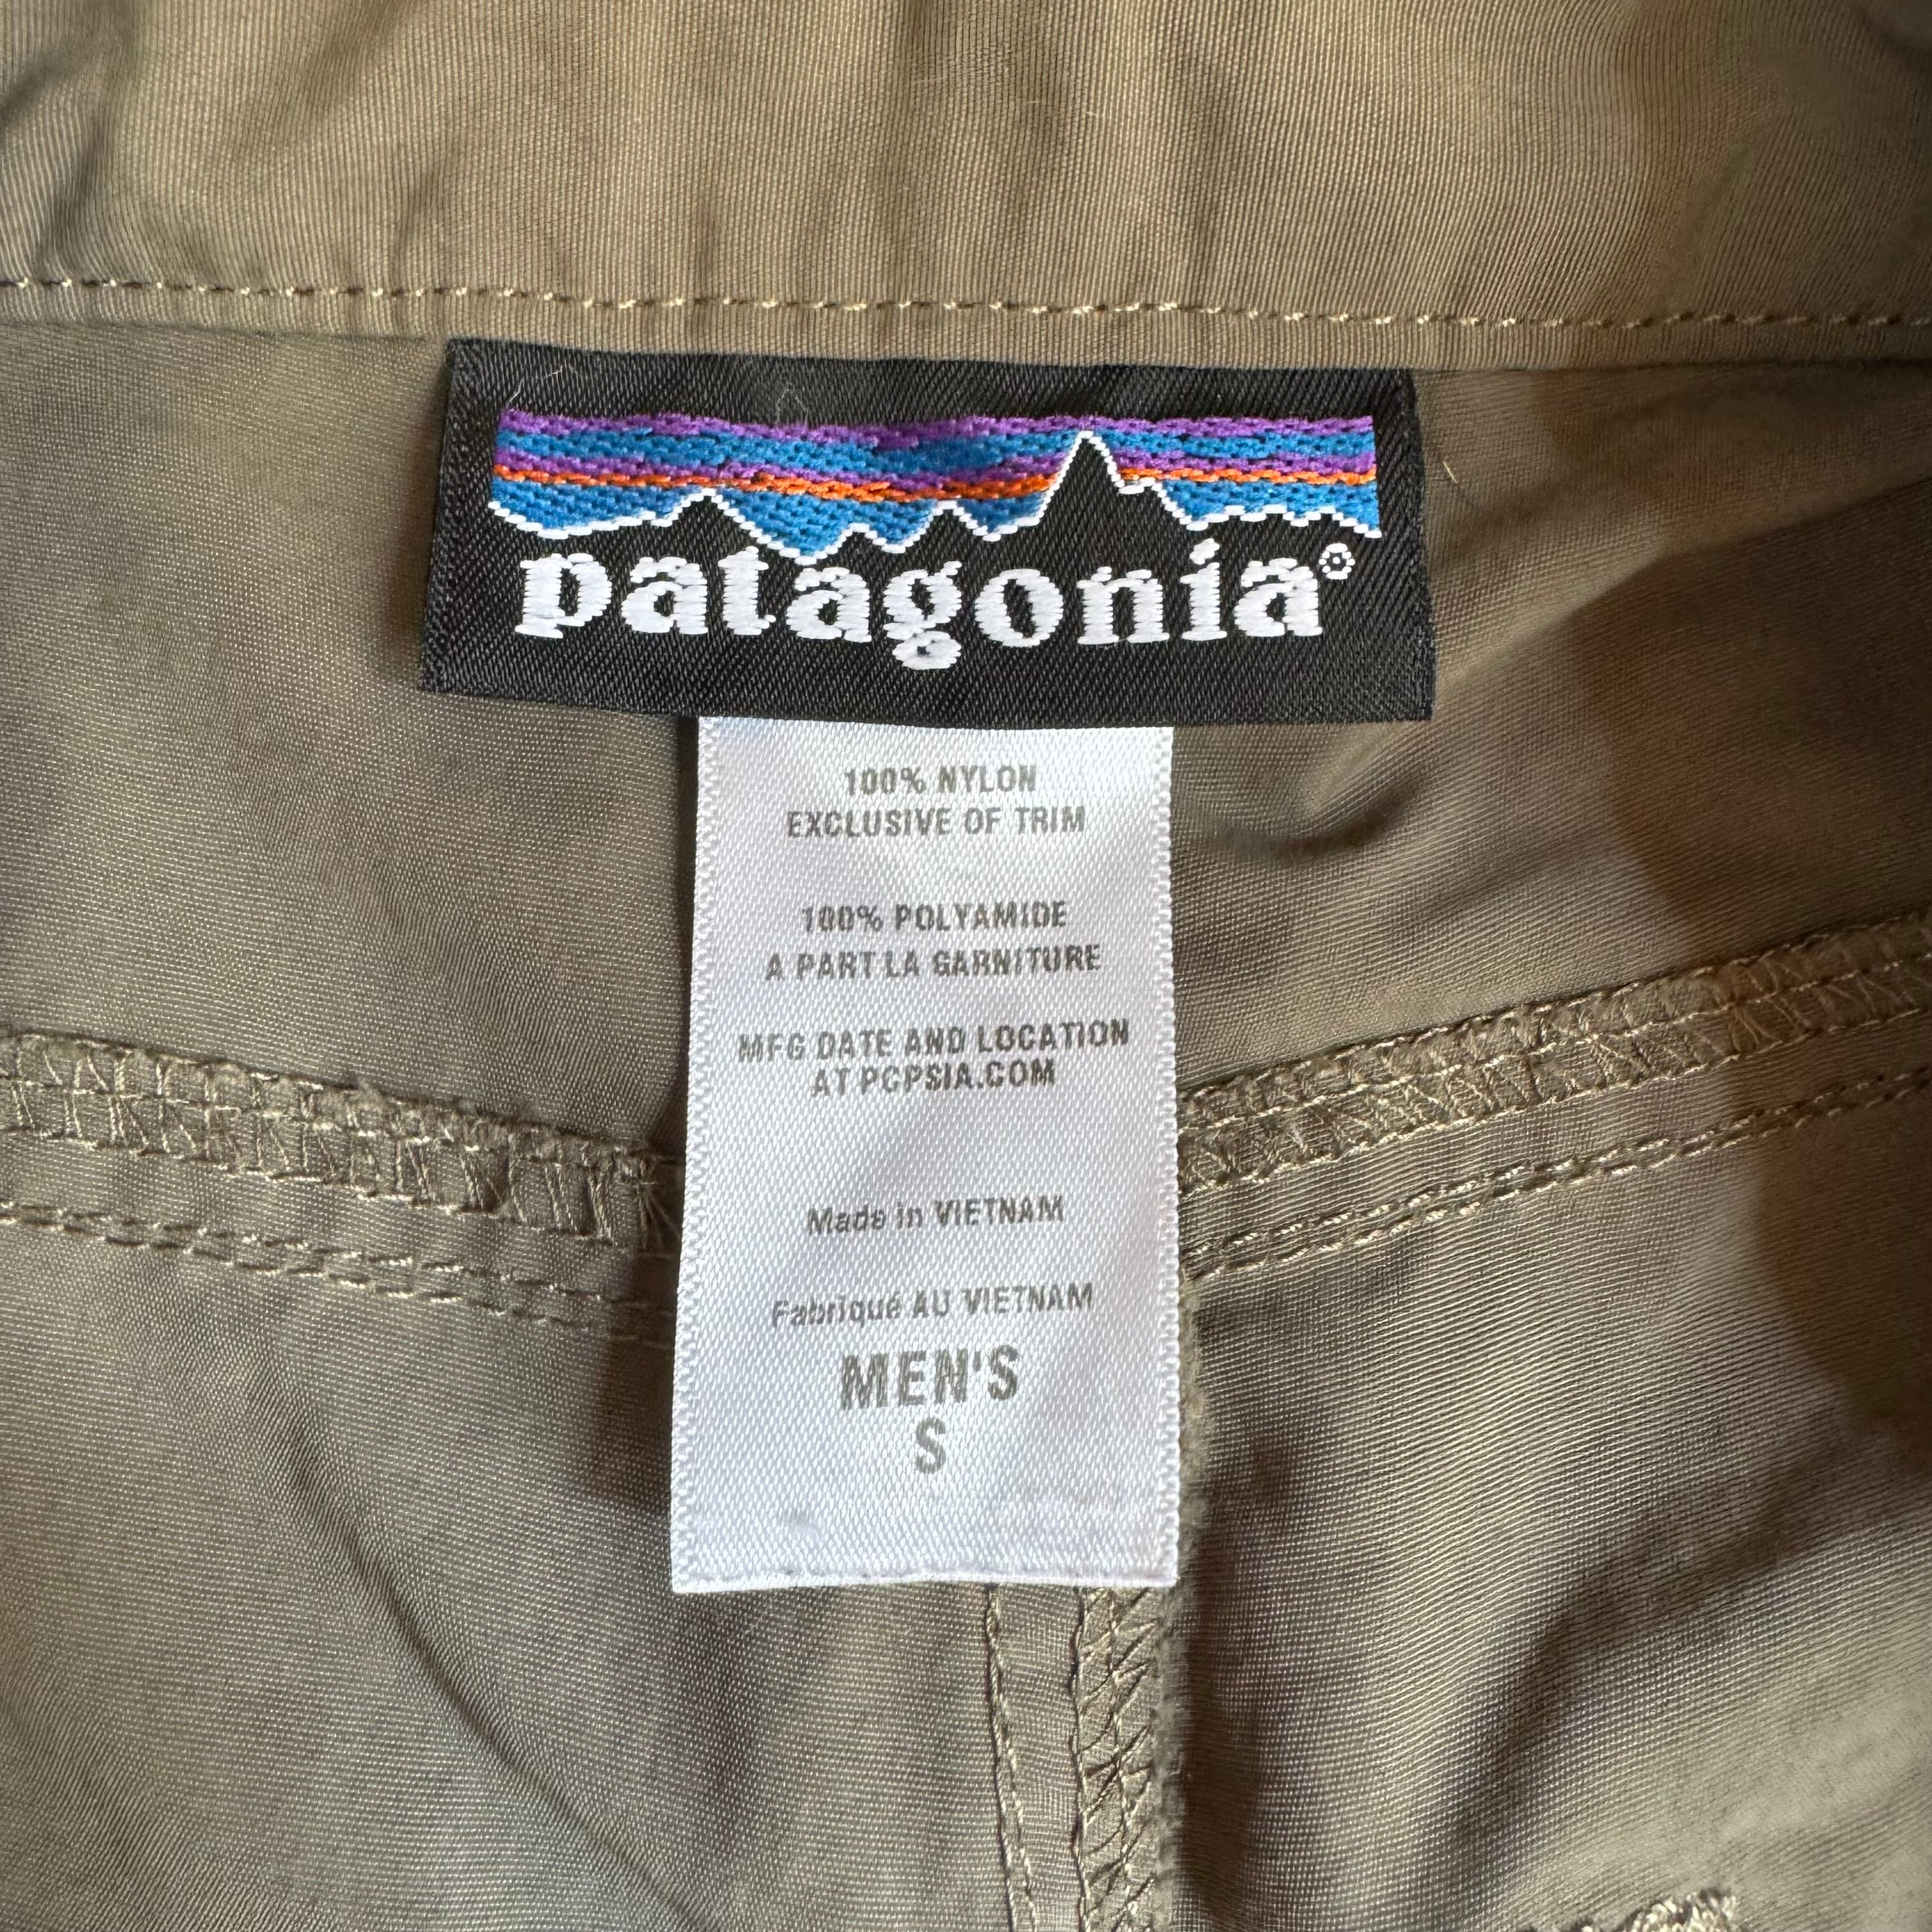 patagonia®
100% NYLON
EXCLUSIVE OF TRIM
100% POLYAMIDE
A PART LA GARNITURE
MFG DATE AND LOCATION
AT PCPSIA.COM
Made in VIETNAM
Fabriqué AU VIETNAM
MEN'S
S